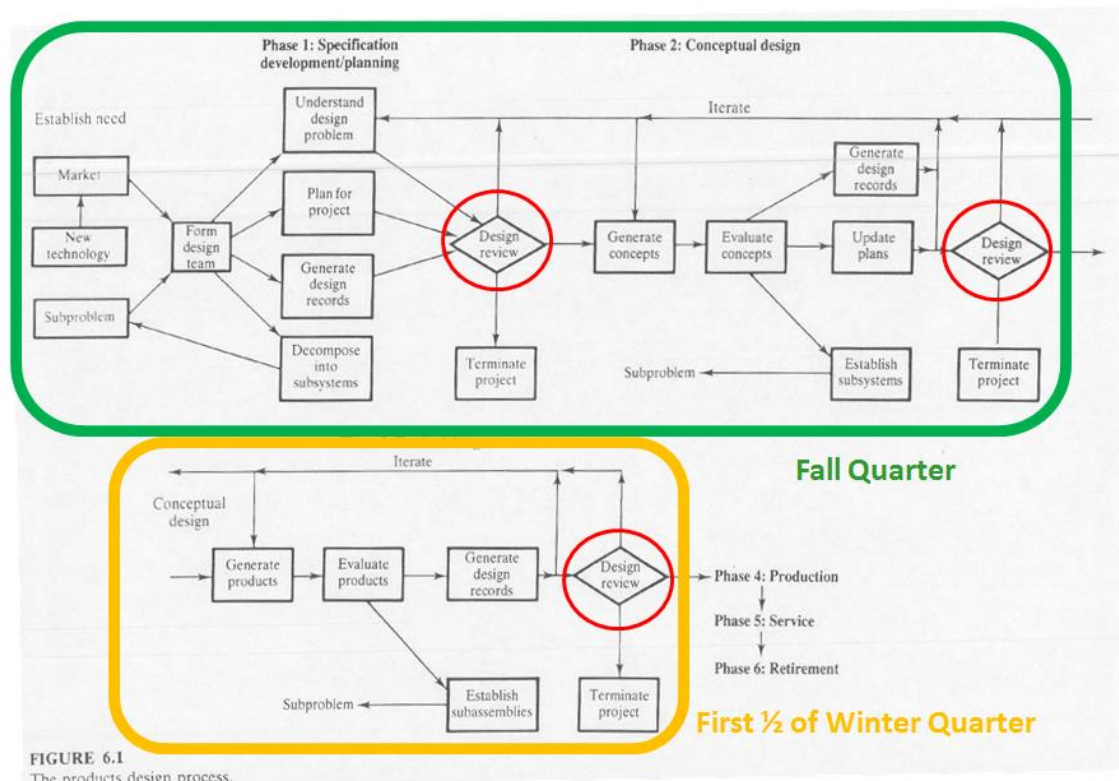 Phase 1: Specification
development/planning
Phase 2: Conceptual design
Establish need
Understand
design
problem
Iterate
Market
New
technology
Subproblem
Form
design
team
Plan for
project
Generate
design
records
Decompose
into
subsystems
Design
review
Terminate
project
Generate
concepts
Evaluate
concepts
Generate
design
records
Update
plans
Subproblem
Establish
subsystems
Design
review
Terminate
project
Fall Quarter
Iterate
Conceptual
design
Generate
products
Evaluate
products
Generate
design
records
Design
review
Subproblem
Establish
subassemblies
Terminate
project
Phase 4: Production
Phase 5: Service
Phase 6: Retirement
First ½ of Winter Quarter
FIGURE 6.1
The products design process.